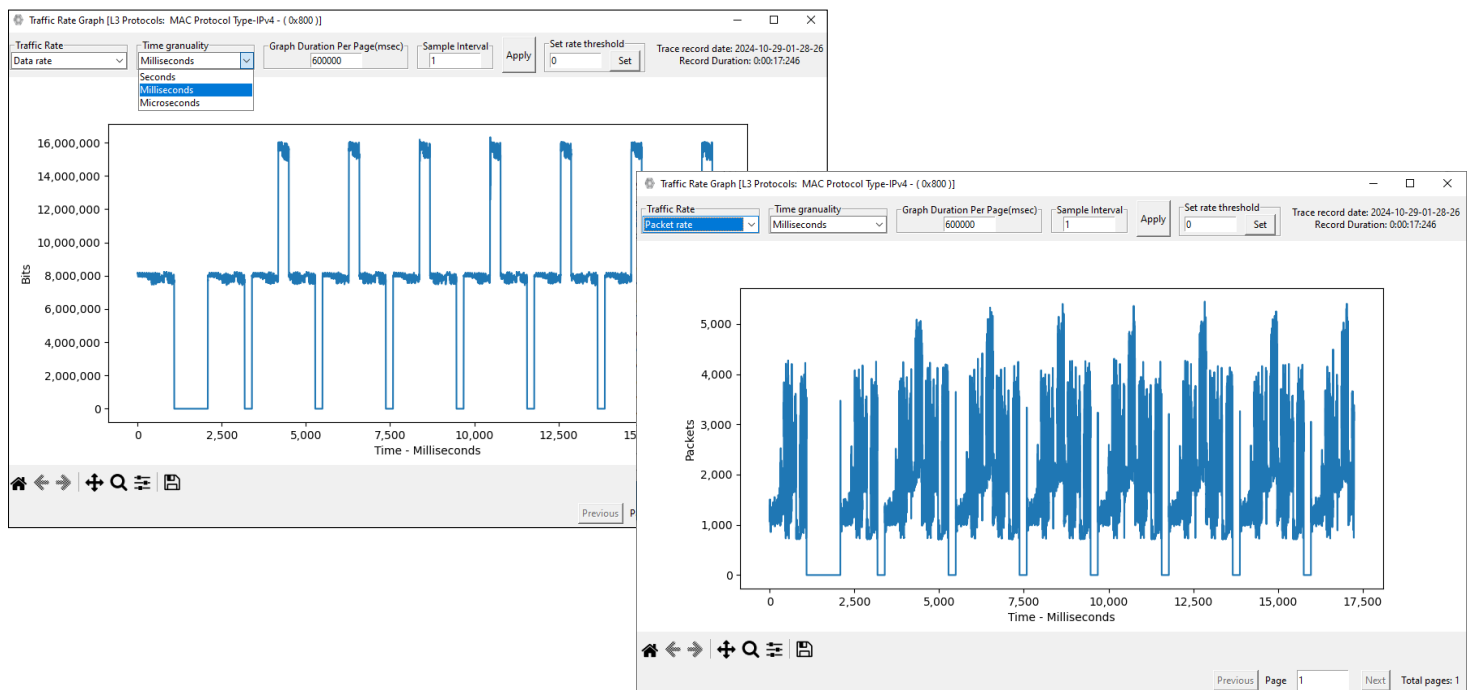 Traffic Rate Graph [L3 Protocols:  MAC Protocol Type-IPv4 - ( 0x800 )]
Traffic Rate
Data rate
Time granuality
Milliseconds
Seconds
Milliseconds
Microseconds
Graph Duration Per Page(msec)
600000
Sample Interval
1
Apply
Set rate threshold
0
Set
Trace record date: 2024-10-29-01-28-26
Record Duration: 0:00:17:246
16,000,000
14,000,000
12,000,000
10,000,000
8,000,000
6,000,000
4,000,000
2,000,000
0
Bits
0
2,500
5,000
7,500
10,000
12,500
15
Time - Milliseconds
Previous
P
Traffic Rate Graph [L3 Protocols:  MAC Protocol Type-IPv4 - ( 0x800 )]
Traffic Rate
Packet rate
Time granuality
Milliseconds
Graph Duration Per Page(msec)
600000
Sample Interval
1
Apply
Set rate threshold
0
Set
Trace record date: 2024-10-29-01-28-26
Record Duration: 0:00:17:246
5,000
4,000
3,000
2,000
1,000
0
Packets
0
2,500
5,000
7,500
10,000
12,500
15,000
17,500
Time - Milliseconds
Previous
Page
1
Next
Total pages: 1